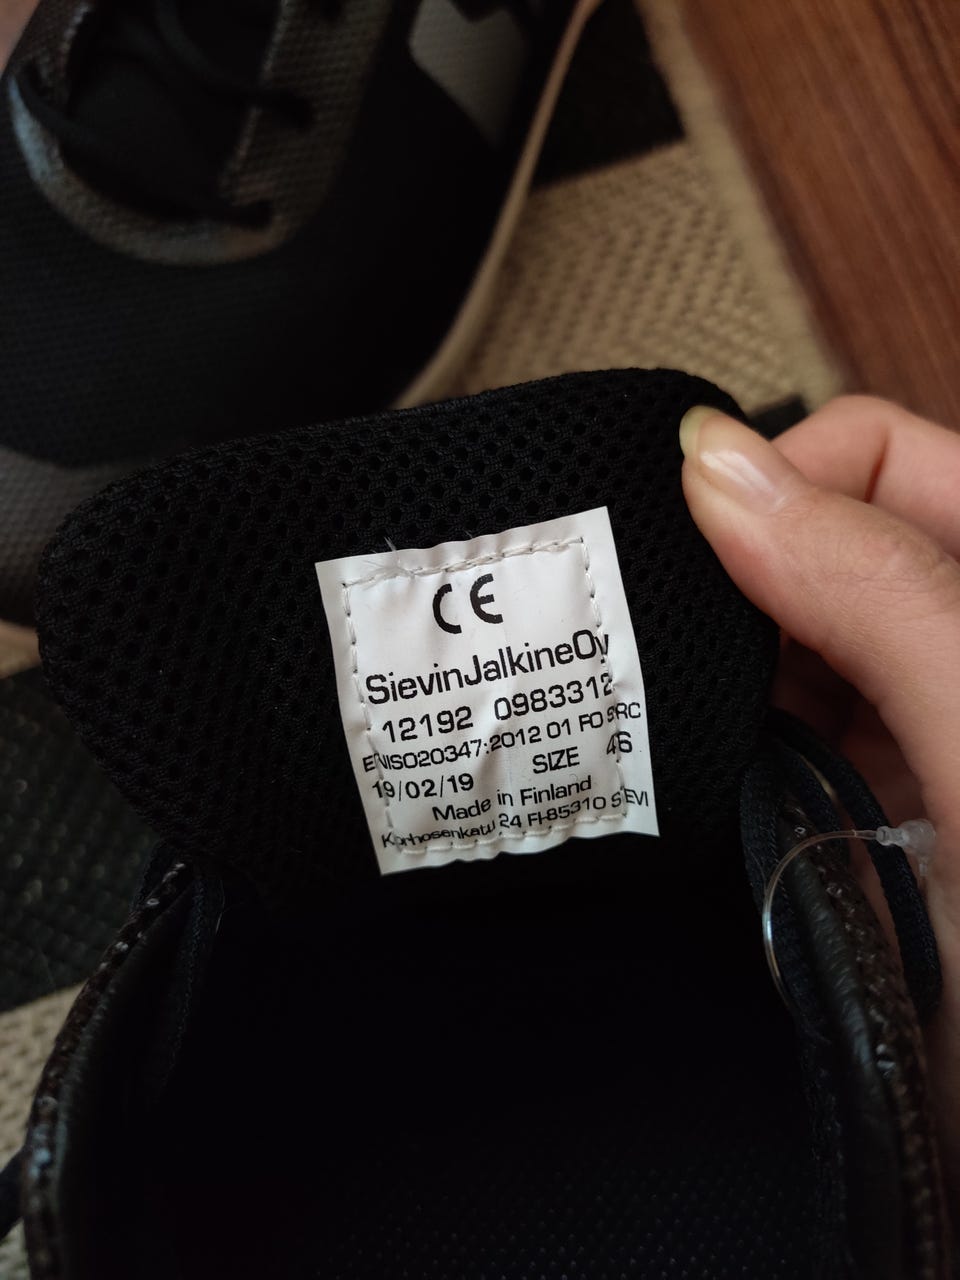 CE
SievinJalkineOy
12192 0983312
ENISO20347:2012 01 FO SRC
19/02/19 SIZE 46
Made in Finland
Korhosenkatu 24 FI-85310 SIEVI